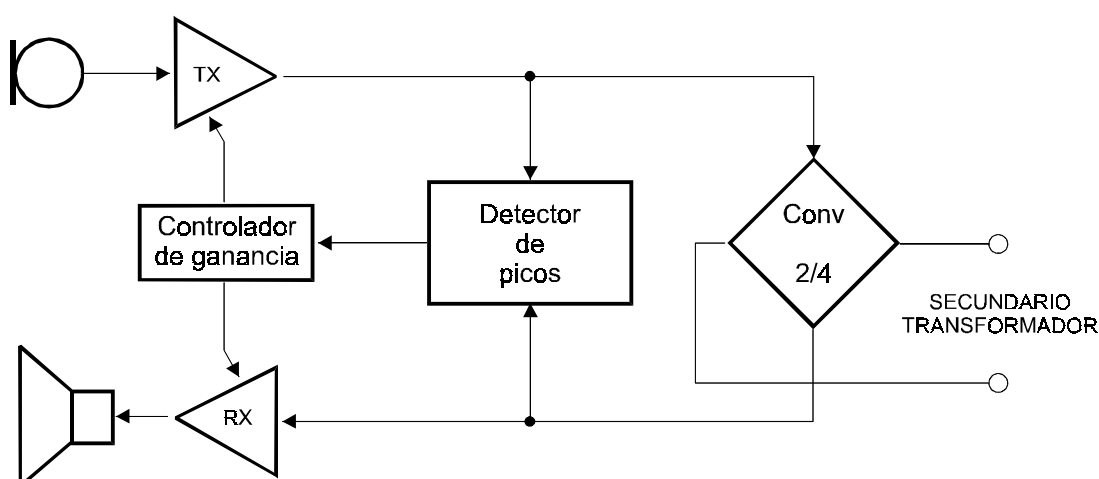 TX
Controlador
de ganancia
Detector
de
picos
Conv
2/4
SECUNDARIO
TRANSFORMADOR
RX